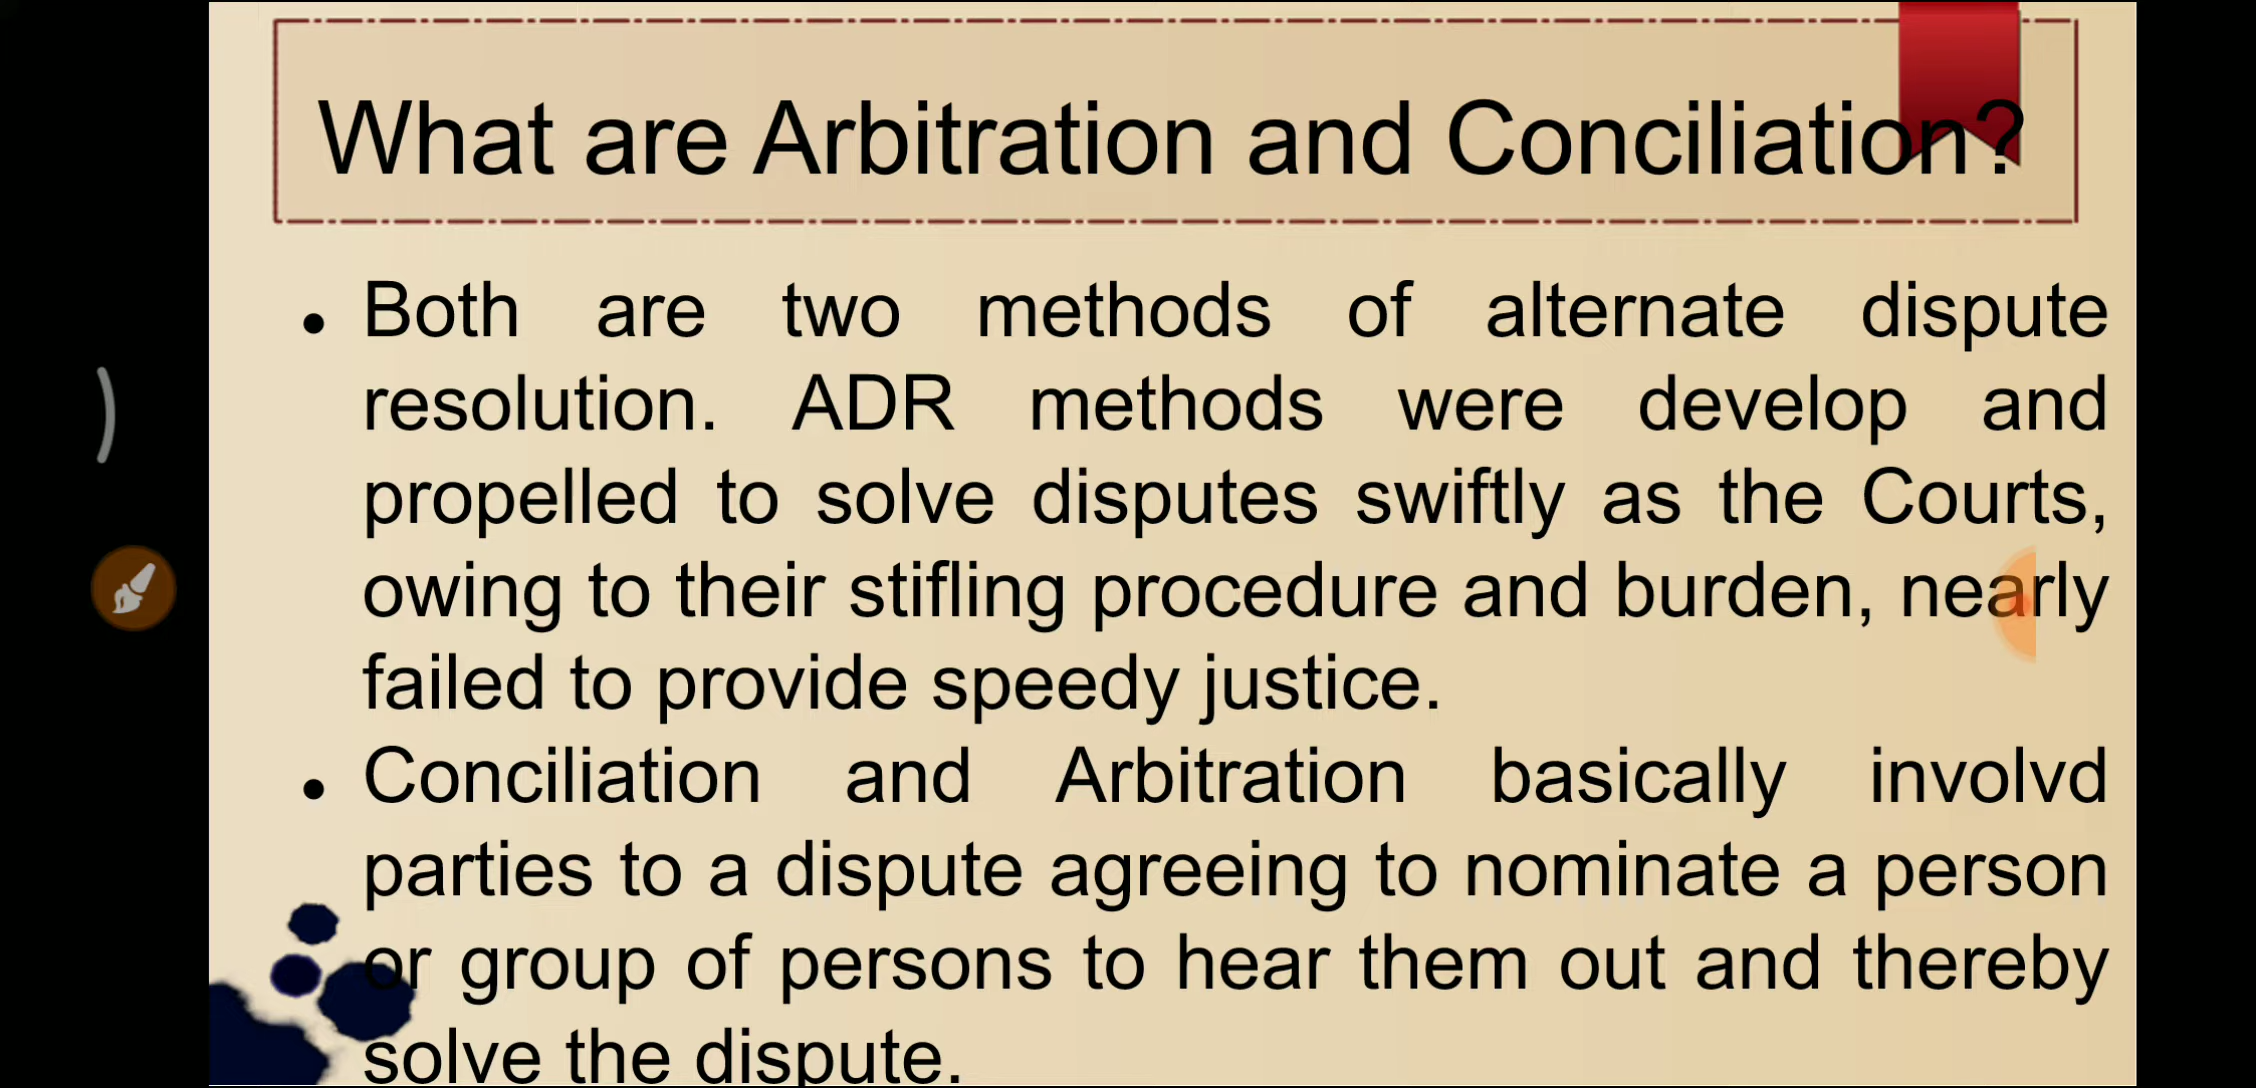 What are Arbitration and Conciliation?
• Both are two methods of alternate dispute
resolution. ADR methods were develop and
propelled to solve disputes swiftly as the Courts,
owing to their stifling procedure and burden, nearly
failed to provide speedy justice.
• Conciliation and Arbitration basically involvd
parties to a dispute agreeing to nominate a person
or group of persons to hear them out and thereby
solve the dispute.